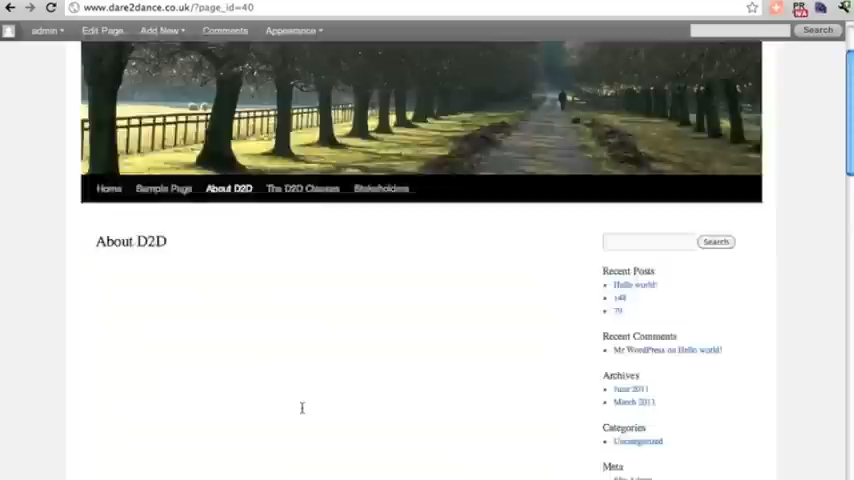 www.dare2dance.co.uk/?page_id=40
admin Edit Page Add New Comments Appearance Search
Home Sample Page About D2D The D2D Classes Stakeholders
About D2D
Search
Recent Posts
Hello world!
79
Recent Comments
Mr WordPress on Hello world!
Archives
June 2011
March 2011
Categories
Uncategorized
Meta